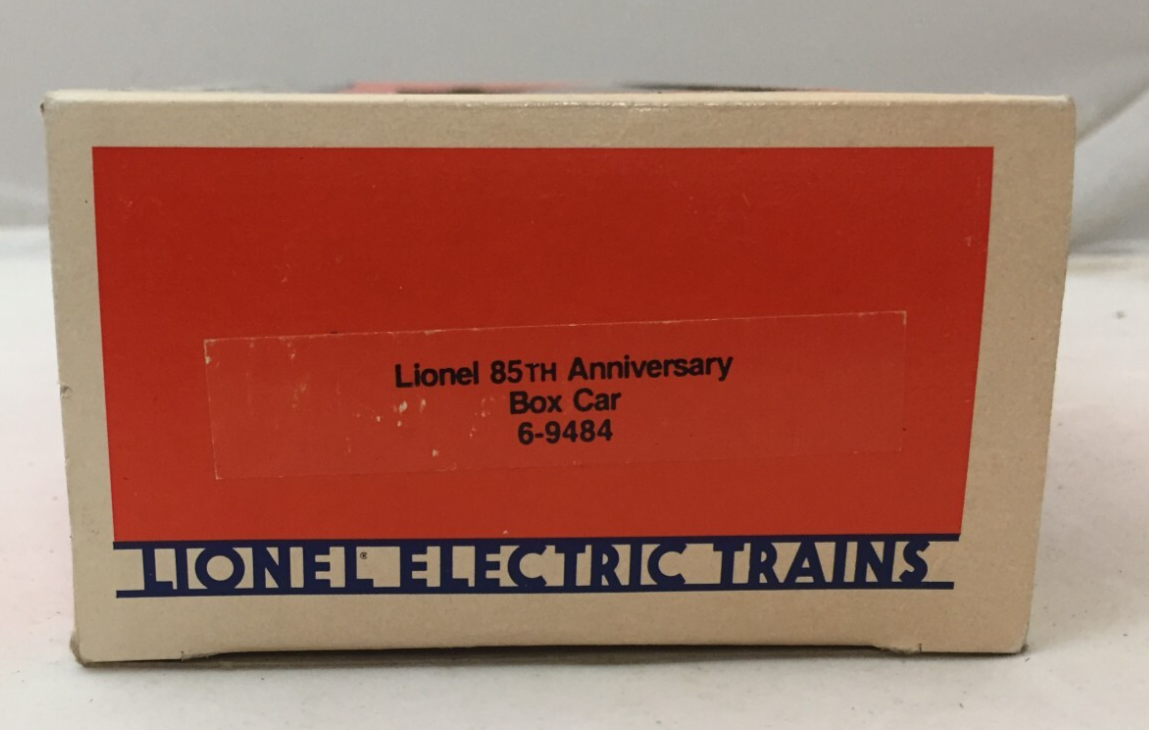 Lionel 85TH Anniversary
Box Car
6-9484
LIONEL® ELECTRIC TRAINS